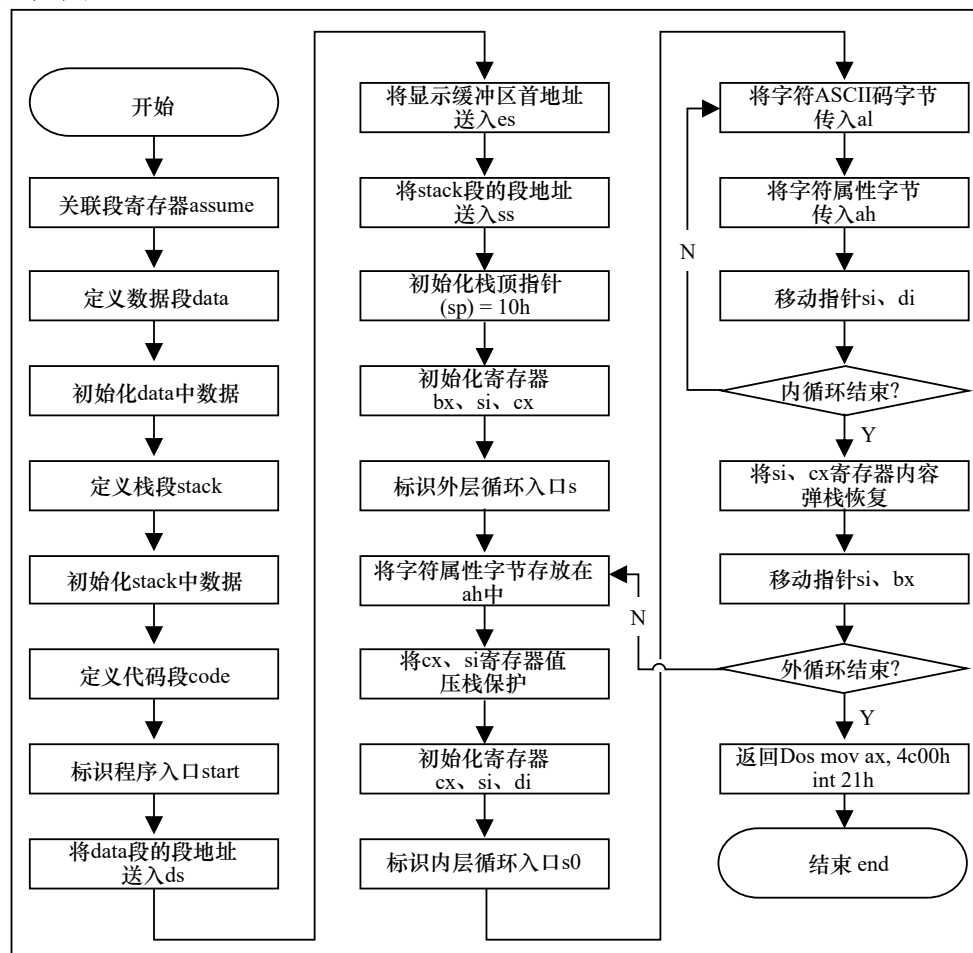 开始
关联段寄存器assume
定义数据段data
初始化data中数据
定义栈段stack
初始化stack中数据
定义代码段code
标识程序入口start
将data段的段地址
送入ds
将显示缓冲区首地址
送入es
将stack段的段地址
送入ss
初始化栈顶指针
(sp) = 10h
初始化寄存器
bx、si、cx
标识外层循环入口s
将字符属性字节存放在
ah中
将cx、si寄存器值
压栈保护
初始化寄存器
cx、si、di
标识内层循环入口s0
将字符ASCII码字节
传入al
将字符属性字节
传入ah
N
移动指针si、di
内循环结束?
Y
将si、cx寄存器内容
弹栈恢复
移动指针si、bx
N
外循环结束?
Y
返回Dos mov ax, 4c00h
int 21h
结束 end